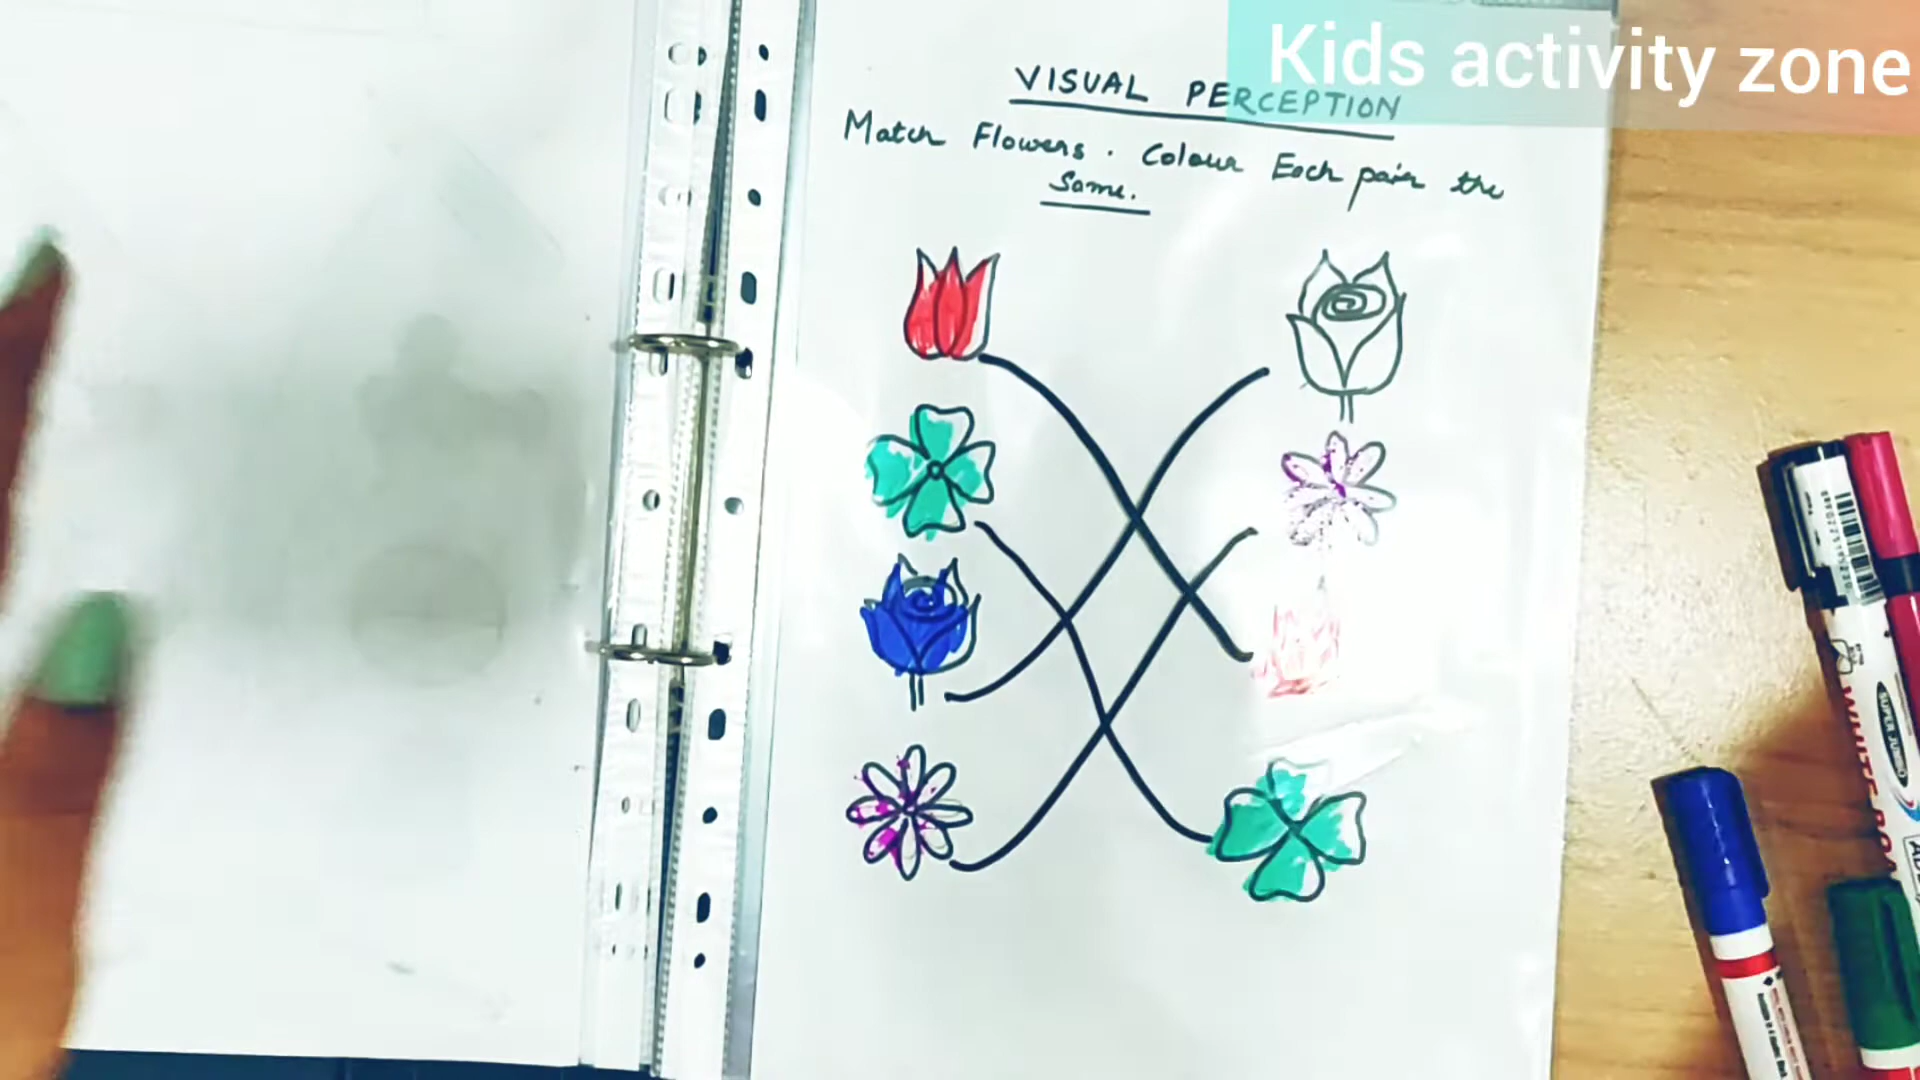 Kids activity zone
VISUAL PERCEPTION
Match Flowers. Colour Each pair the
Same.